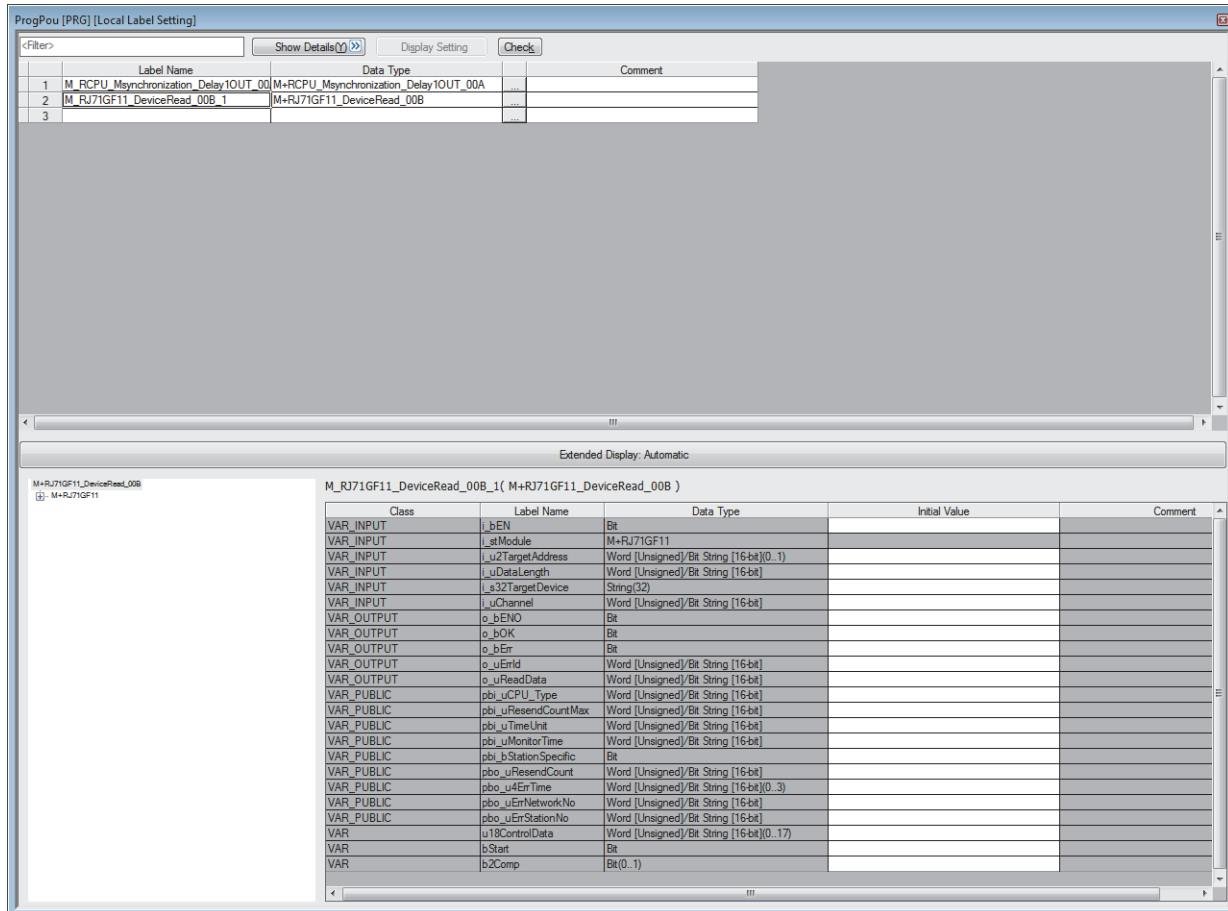 ProgPou [PRG] [Local Label Setting]
<Filter> Show Details(Y) Display Setting Check
Label Name Data Type Comment
1 M_RCPU_Msynchronization_Delay1OUT_00 M+RCPU_Msynchronization_Delay1OUT_00A ...
2 M_RJ71GF11_DeviceRead_00B_1 M+RJ71GF11_DeviceRead_00B ...
3 ...
Extended Display: Automatic
M+RJ71GF11_DeviceRead_00B
M+RJ71GF11
M_RJ71GF11_DeviceRead_00B_1( M+RJ71GF11_DeviceRead_00B )
Class Label Name Data Type Initial Value Comment
VAR_INPUT i_bEN Bit
VAR_INPUT i_stModule M+RJ71GF11
VAR_INPUT i_u2TargetAddress Word [Unsigned]/Bit String [16-bit](0..1)
VAR_INPUT i_uDataLength Word [Unsigned]/Bit String [16-bit]
VAR_INPUT i_s32TargetDevice String(32)
VAR_INPUT i_uChannel Word [Unsigned]/Bit String [16-bit]
VAR_OUTPUT o_bENO Bit
VAR_OUTPUT o_bOK Bit
VAR_OUTPUT o_bErr Bit
VAR_OUTPUT o_uErrId Word [Unsigned]/Bit String [16-bit]
VAR_OUTPUT o_uReadData Word [Unsigned]/Bit String [16-bit]
VAR_PUBLIC pbi_uCPU_Type Word [Unsigned]/Bit String [16-bit]
VAR_PUBLIC pbi_uResendCountMax Word [Unsigned]/Bit String [16-bit]
VAR_PUBLIC pbi_uTimeUnit Word [Unsigned]/Bit String [16-bit]
VAR_PUBLIC pbi_uMonitorTime Word [Unsigned]/Bit String [16-bit]
VAR_PUBLIC pbi_bStationSpecific Bit
VAR_PUBLIC pbo_uResendCount Word [Unsigned]/Bit String [16-bit]
VAR_PUBLIC pbo_u4ErrTime Word [Unsigned]/Bit String [16-bit](0..3)
VAR_PUBLIC pbo_uErrNetworkNo Word [Unsigned]/Bit String [16-bit]
VAR_PUBLIC pbo_uErrStationNo Word [Unsigned]/Bit String [16-bit]
VAR u18ControlData Word [Unsigned]/Bit String [16-bit](0..17)
VAR bStart Bit
VAR b2Comp Bit(0..1)